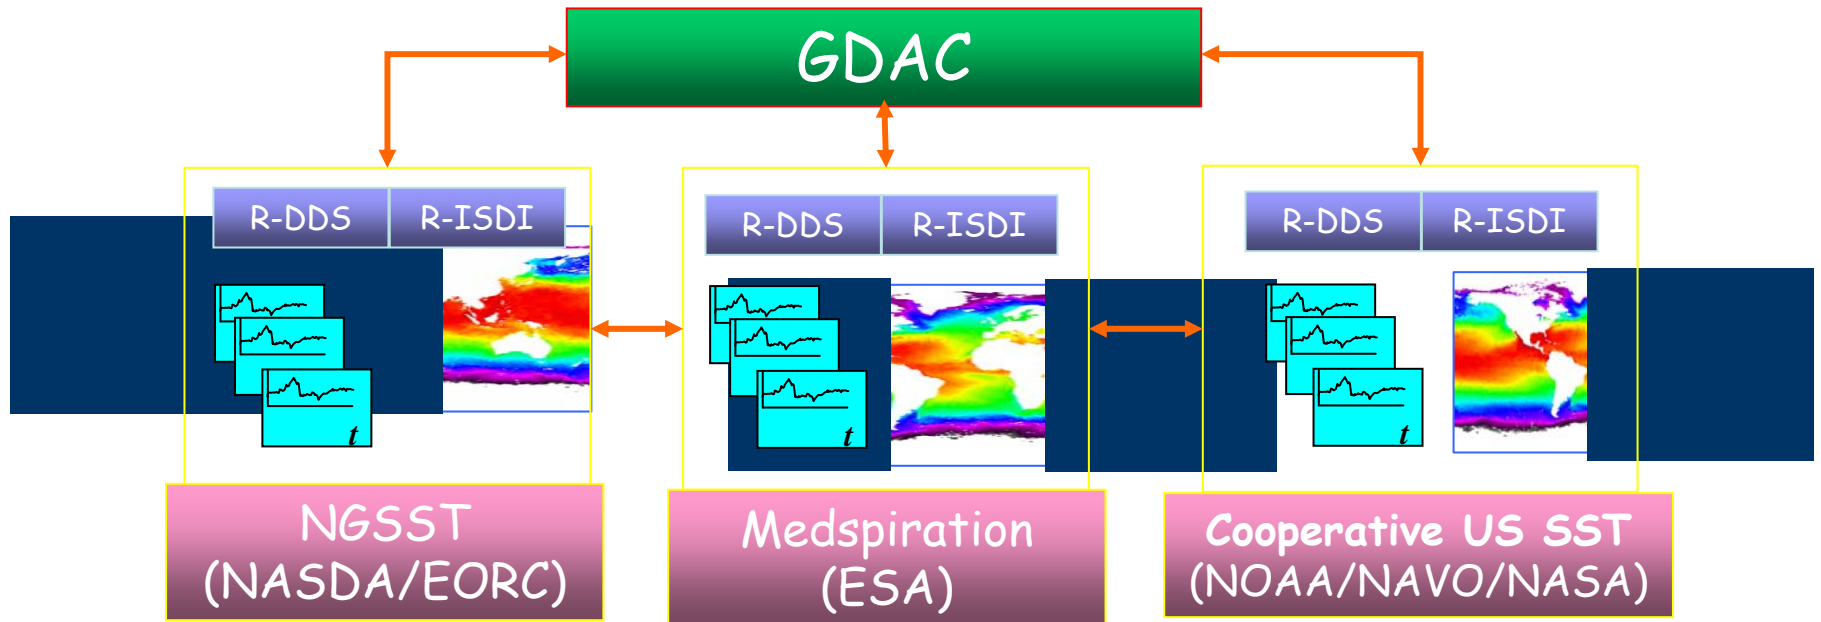 GDAC
R-DDS R-ISDI
t
NGSST
(NASDA/EORC)
R-DDS R-ISDI
t
Medspiration
(ESA)
R-DDS R-ISDI
t
Cooperative US SST
(NOAA/NAVO/NASA)